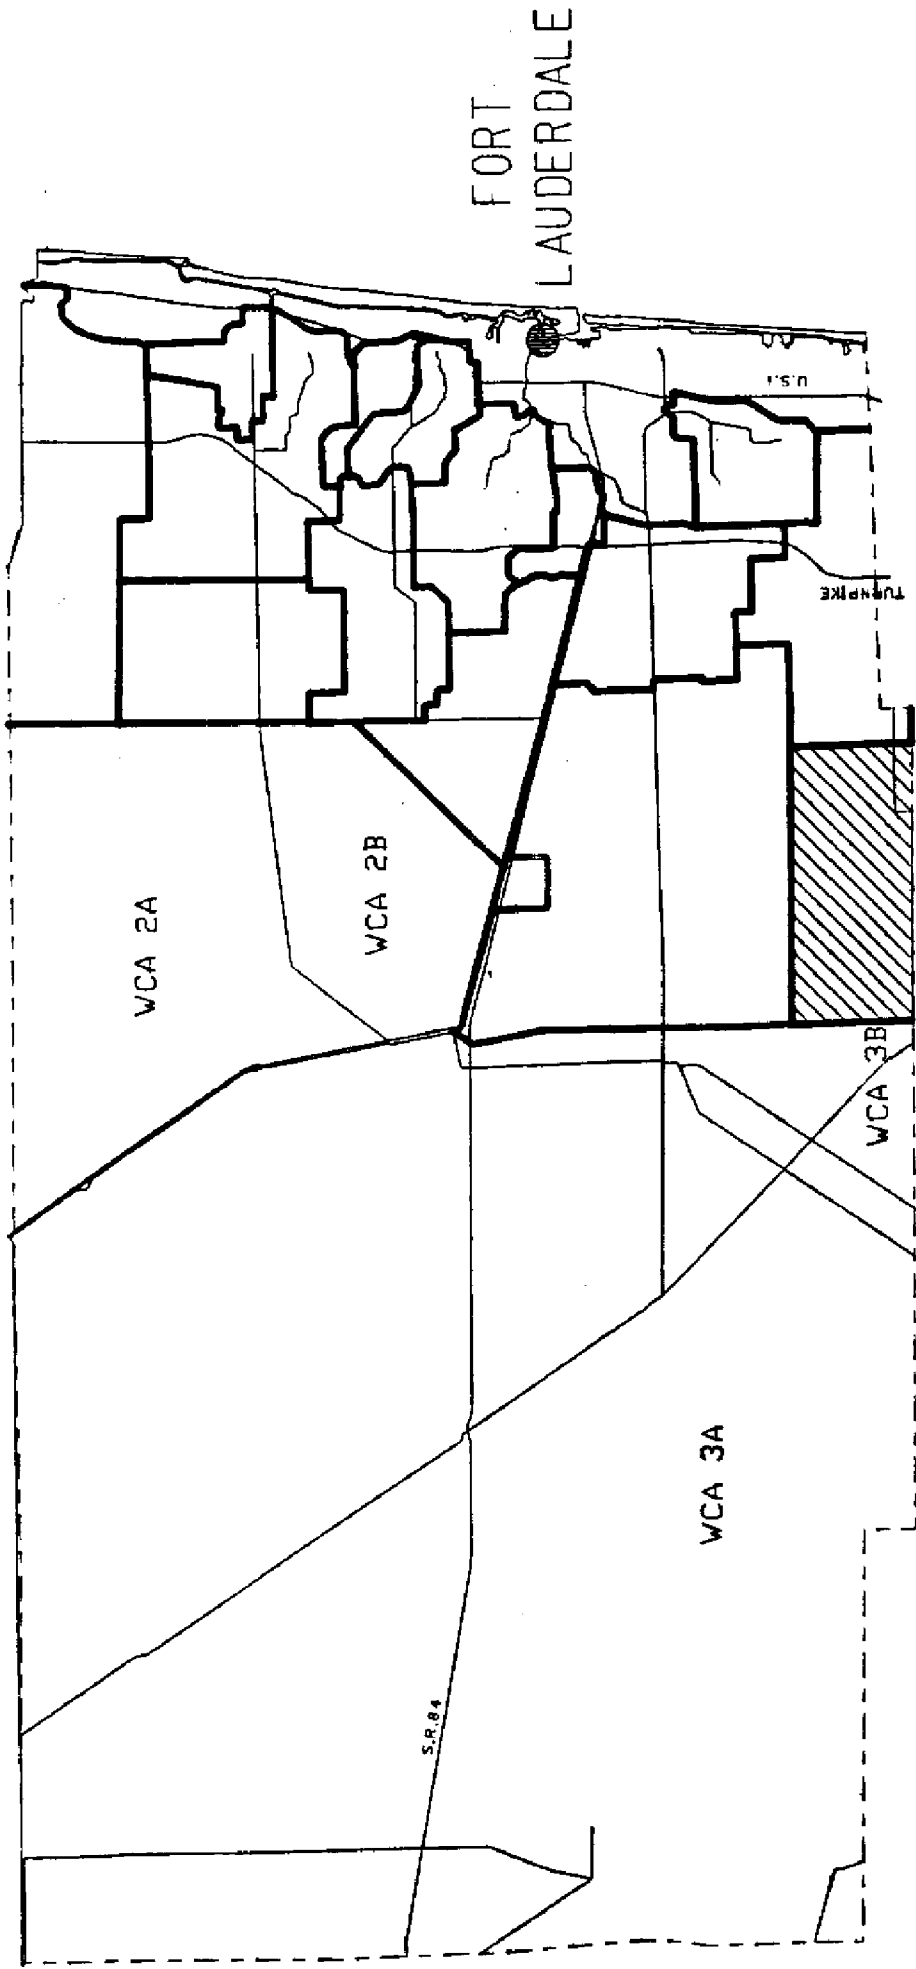 FORT
LAUDERDALE
U.S.1
TURNPIKE
WCA 2A
WCA 2B
WCA 3B
WCA 3A
S.R.84